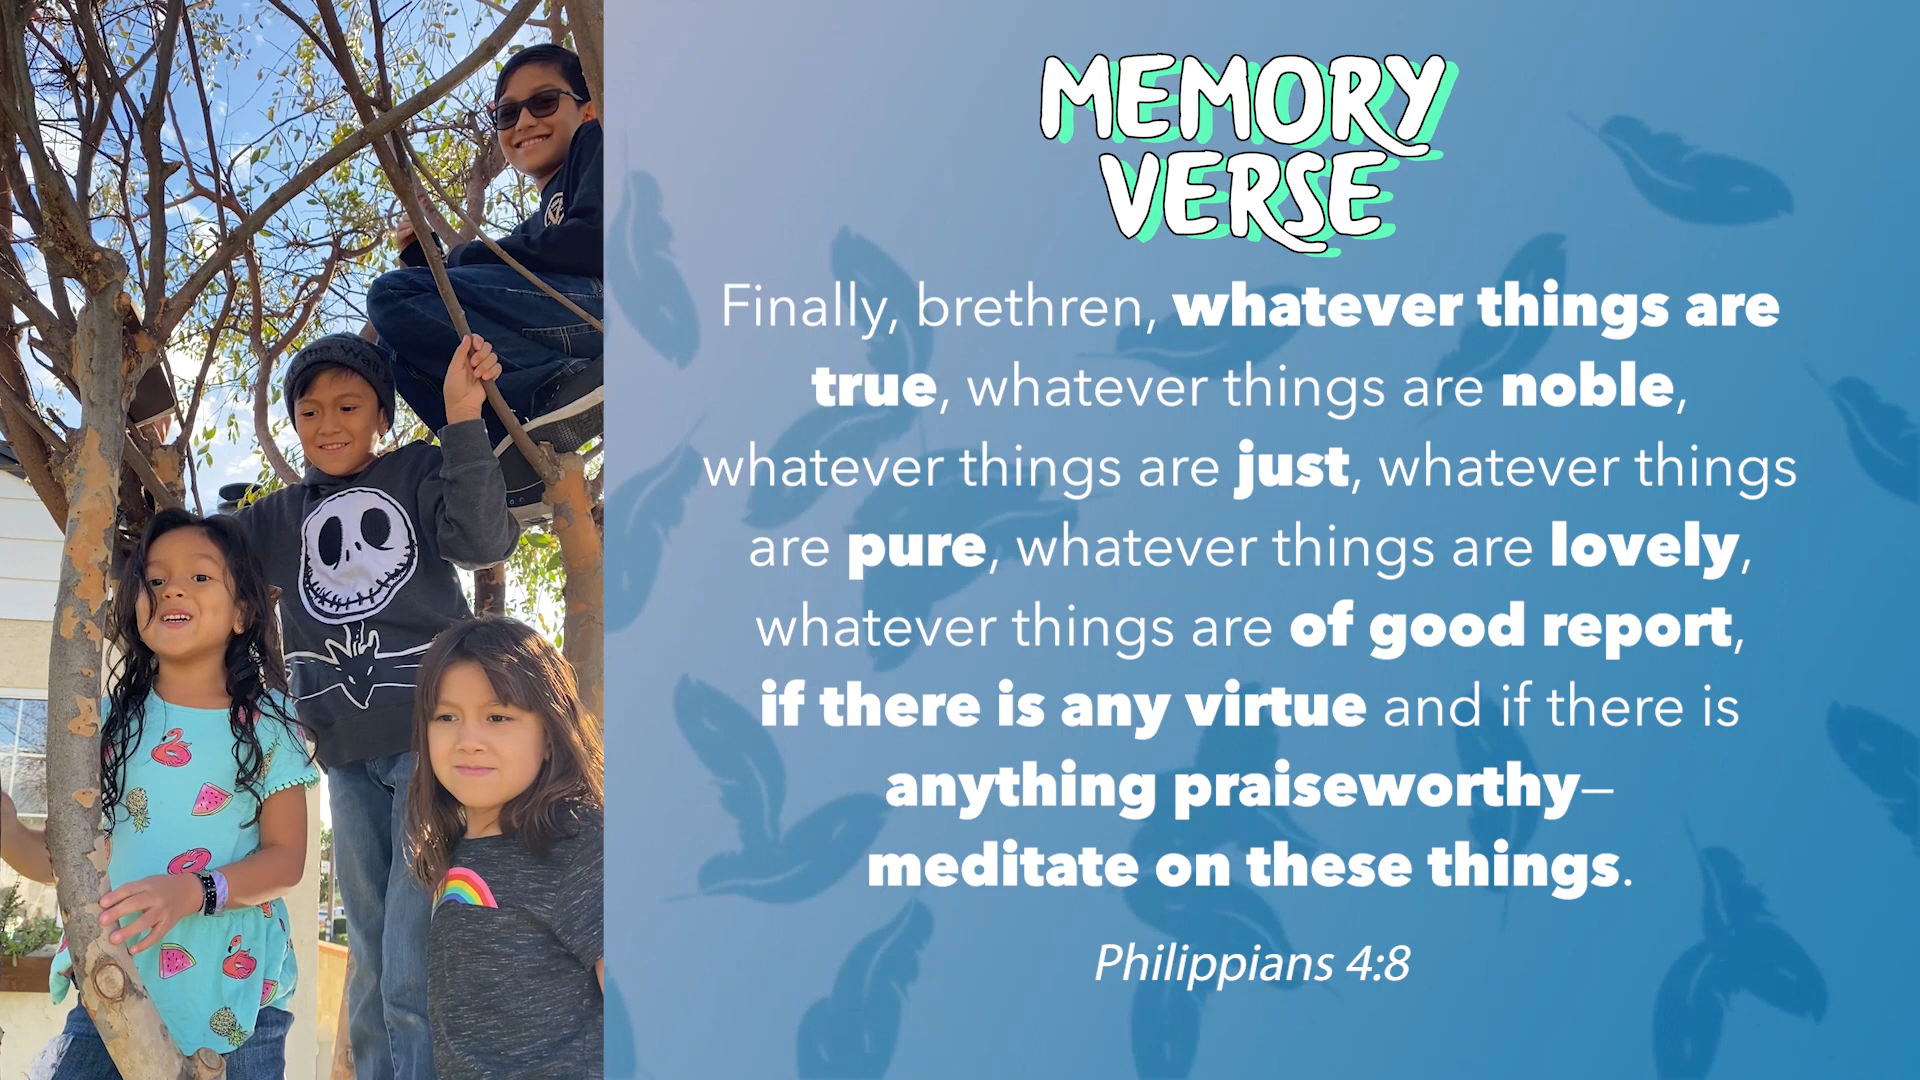 MEMORY
VERSE
Finally, brethren, whatever things are
true, whatever things are noble,
whatever things are just, whatever things
are pure, whatever things are lovely,
whatever things are of good report,
if there is any virtue and if there is
anything praiseworthy—
meditate on these things.
Philippians 4:8